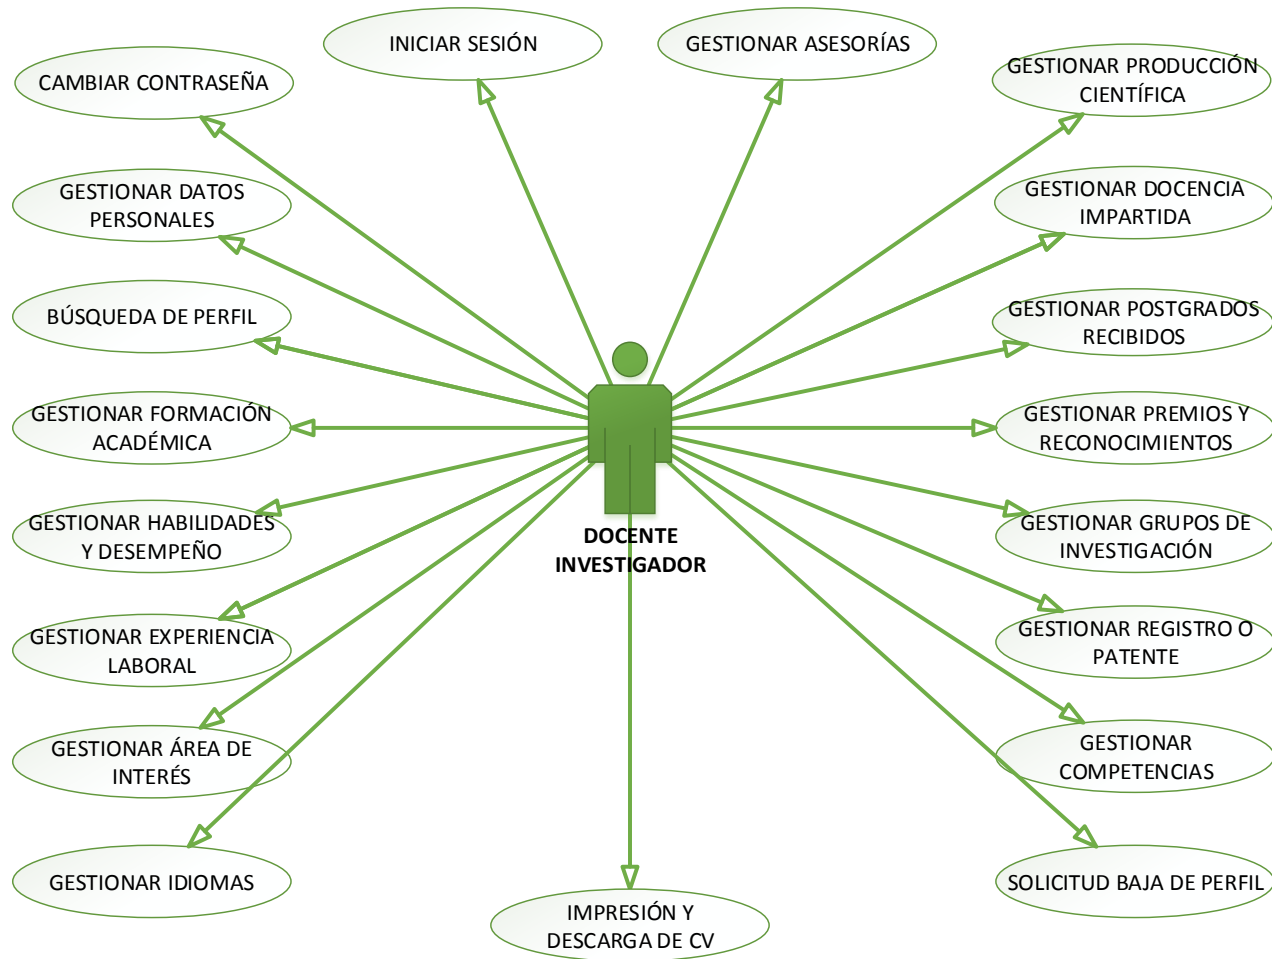 INICIAR SESIÓN
GESTIONAR ASESORÍAS
CAMBIAR CONTRASEÑA
GESTIONAR PRODUCCIÓN
CIENTÍFICA
GESTIONAR DATOS
PERSONALES
GESTIONAR DOCENCIA
IMPARTIDA
BÚSQUEDA DE PERFIL
GESTIONAR POSTGRADOS
RECIBIDOS
GESTIONAR FORMACIÓN
ACADÉMICA
GESTIONAR PREMIOS Y
RECONOCIMIENTOS
GESTIONAR HABILIDADES
Y DESEMPEÑO
DOCENTE
INVESTIGADOR
GESTIONAR GRUPOS DE
INVESTIGACIÓN
GESTIONAR EXPERIENCIA
LABORAL
GESTIONAR REGISTRO O
PATENTE
GESTIONAR ÁREA DE
INTERÉS
GESTIONAR
COMPETENCIAS
GESTIONAR IDIOMAS
SOLICITUD BAJA DE PERFIL
IMPRESIÓN Y
DESCARGA DE CV